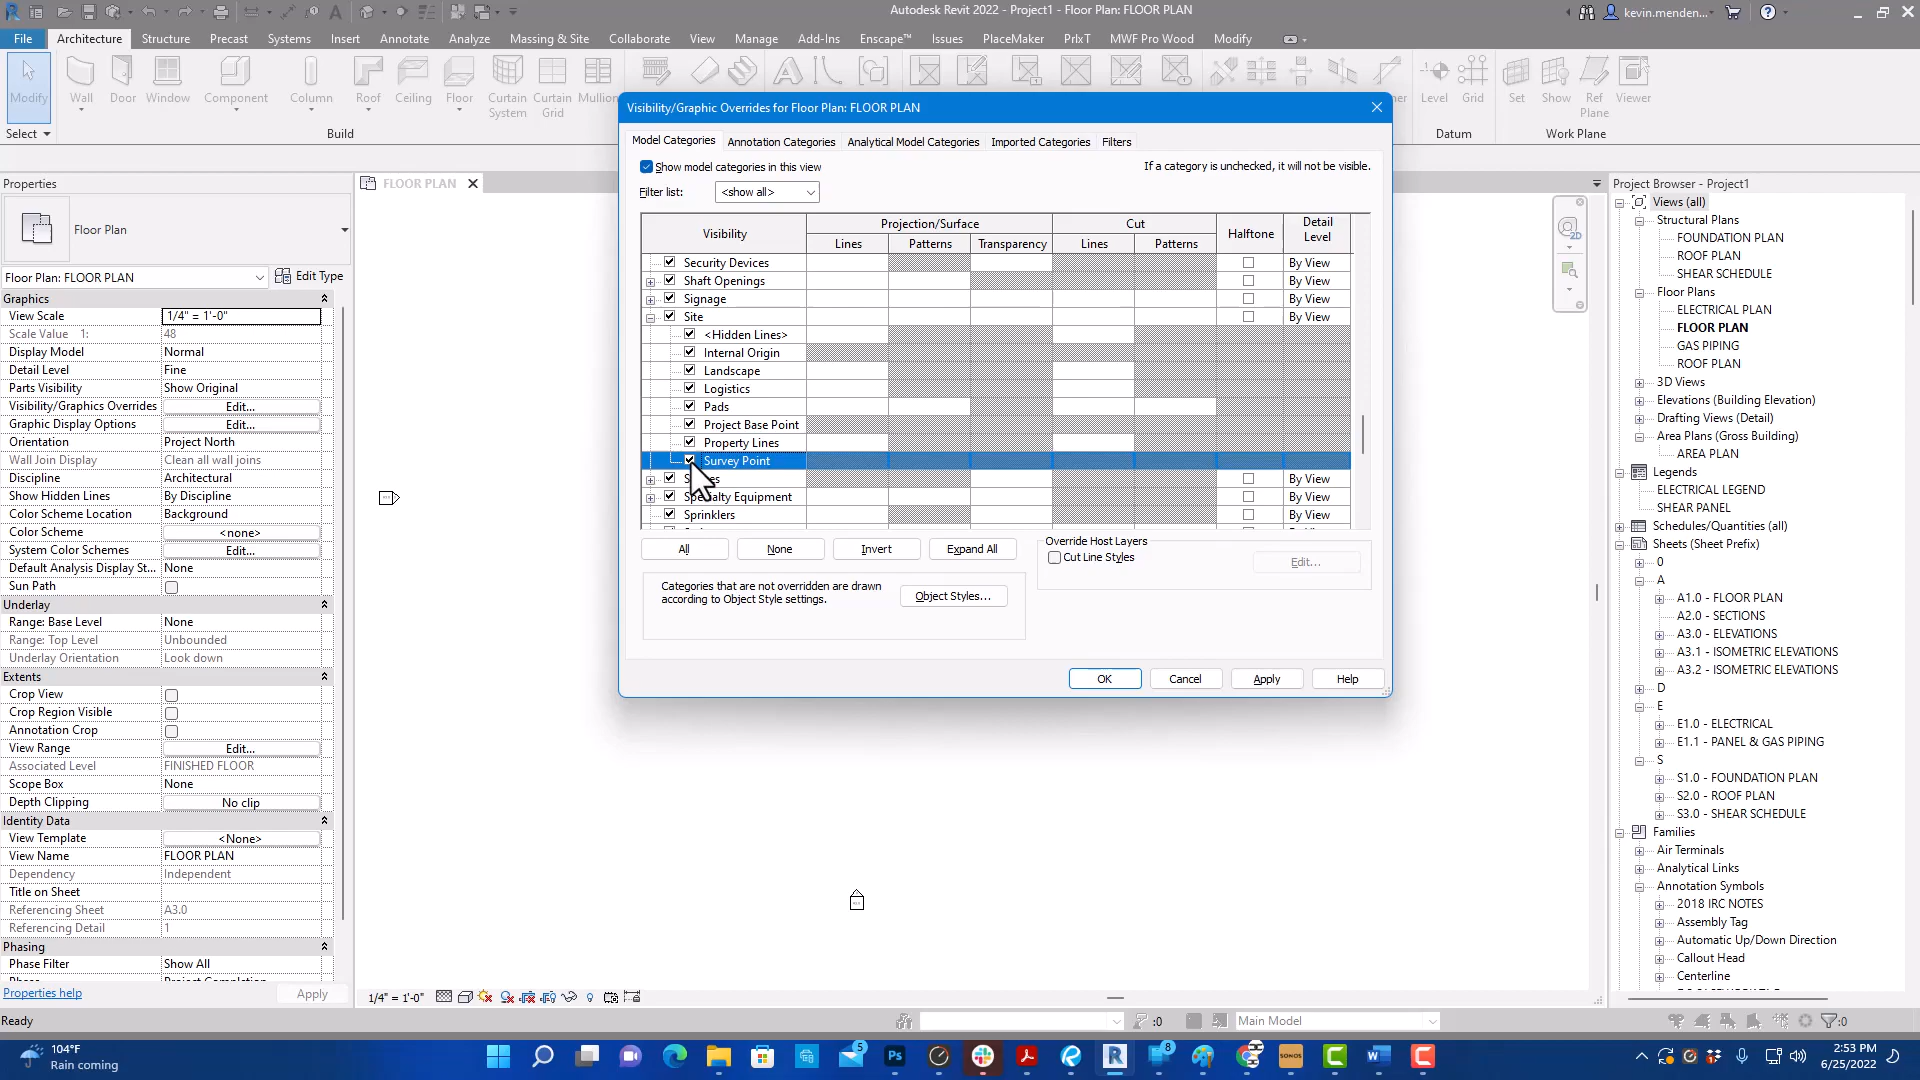 Autodesk Revit 2022 - Project1 - Floor Plan: FLOOR PLAN
kevin.menden...
File Architecture Structure Precast Systems Insert Annotate Analyze Massing & Site Collaborate View Manage Add-Ins Enscape™ Issues PlaceMaker PrlxT MWF Pro Wood Modify
Modify Wall Door Window Component Column Roof Ceiling Floor Curtain System Curtain Grid Mullion Level Grid Set Show Ref Plane Viewer
Select Build Datum Work Plane
Properties
Floor Plan
Floor Plan: FLOOR PLAN Edit Type
Graphics
View Scale 1/4" = 1'-0"
Scale Value 1: 48
Display Model Normal
Detail Level Fine
Parts Visibility Show Original
Visibility/Graphics Overrides Edit...
Graphic Display Options Edit...
Orientation Project North
Wall Join Display Clean all wall joins
Discipline Architectural
Show Hidden Lines By Discipline
Color Scheme Location Background
Color Scheme <none>
System Color Schemes Edit...
Default Analysis Display St... None
Sun Path
Underlay
Range: Base Level None
Range: Top Level Unbounded
Underlay Orientation Look down
Extents
Crop View
Crop Region Visible
Annotation Crop
View Range Edit...
Associated Level FINISHED FLOOR
Scope Box None
Depth Clipping No clip
Identity Data
View Template <None>
View Name FLOOR PLAN
Dependency Independent
Title on Sheet
Referencing Sheet A3.0
Referencing Detail 1
Phasing
Phase Filter Show All
Properties help Apply
FLOOR PLAN
Visibility/Graphic Overrides for Floor Plan: FLOOR PLAN
Model Categories Annotation Categories Analytical Model Categories Imported Categories Filters
Show model categories in this view If a category is unchecked, it will not be visible.
Filter list: <show all>
Visibility Projection/Surface Cut Halftone Detail Level
Lines Patterns Transparency Lines Patterns
Security Devices By View
Shaft Openings By View
Signage By View
Site By View
<Hidden Lines>
Internal Origin
Landscape
Logistics
Pads
Project Base Point
Property Lines
Survey Point
By View
Specialty Equipment By View
Sprinklers By View
All None Invert Expand All
Override Host Layers
Cut Line Styles Edit...
Categories that are not overridden are drawn
according to Object Style settings.
Object Styles...
OK Cancel Apply Help
2D
Project Browser - Project1
Views (all)
Structural Plans
FOUNDATION PLAN
ROOF PLAN
SHEAR SCHEDULE
Floor Plans
ELECTRICAL PLAN
FLOOR PLAN
GAS PIPING
ROOF PLAN
3D Views
Elevations (Building Elevation)
Drafting Views (Detail)
Area Plans (Gross Building)
AREA PLAN
Legends
ELECTRICAL LEGEND
SHEAR PANEL
Schedules/Quantities (all)
Sheets (Sheet Prefix)
0
A
A1.0 - FLOOR PLAN
A2.0 - SECTIONS
A3.0 - ELEVATIONS
A3.1 - ISOMETRIC ELEVATIONS
A3.2 - ISOMETRIC ELEVATIONS
D
E
E1.0 - ELECTRICAL
E1.1 - PANEL & GAS PIPING
S
S1.0 - FOUNDATION PLAN
S2.0 - ROOF PLAN
S3.0 - SHEAR SCHEDULE
Families
Air Terminals
Analytical Links
Annotation Symbols
2018 IRC NOTES
Assembly Tag
Automatic Up/Down Direction
Callout Head
Centerline
1/4" = 1'-0"
Ready :0 Main Model :0
104°F
Rain coming
5
Ps
R
8
SONOS
2:53 PM
6/25/2022